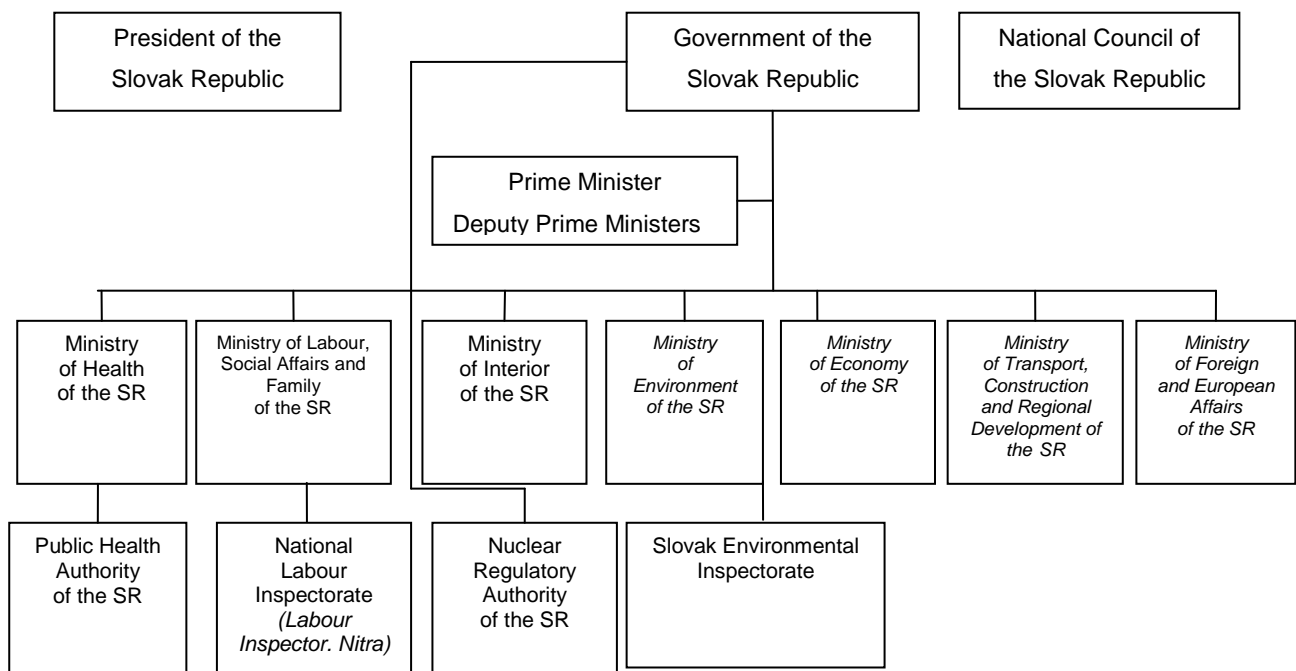 President of the
Slovak Republic
Government of the
Slovak Republic
National Council of
the Slovak Republic
Prime Minister
Deputy Prime Ministers
Ministry
of Health
of the SR
Ministry of Labour,
Social Affairs and
Family
of the SR
Ministry
of Interior
of the SR
Ministry
of
Environment
of the SR
Ministry
of Economy
of the SR
Ministry
of Transport,
Construction
and Regional
Development of
the SR
Ministry
of Foreign
and European
Affairs
of the SR
Public Health
Authority
of the SR
National
Labour
Inspectorate
(Labour
Inspector. Nitra)
Nuclear
Regulatory
Authority
of the SR
Slovak Environmental
Inspectorate